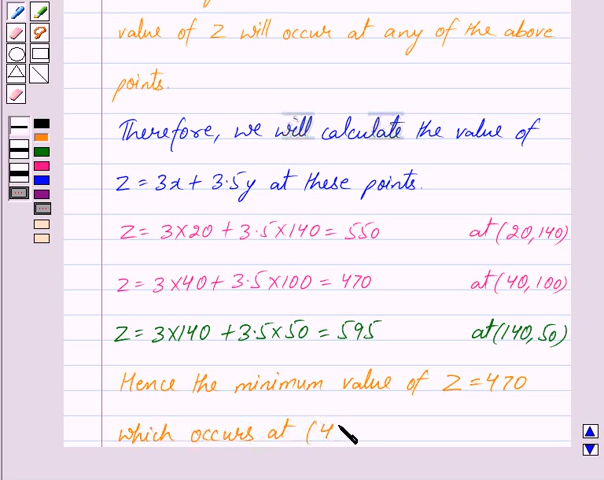 value of Z will occur at any of the above
points.
Therefore, we will calculate the value of
Z = 3x + 3.5y at these points.
Z = 3×20 + 3.5×140 = 550 at (20,140)
Z = 3×40 + 3.5×100 = 470 at (40,100)
Z = 3×140 + 3.5×50 = 595 at (140,50)
Hence the minimum value of Z = 470
which occurs at (4